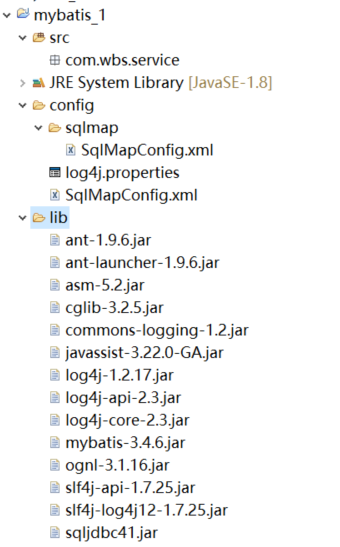 mybatis_1
src
com.wbs.service
JRE System Library [JavaSE-1.8]
config
sqlmap
SqlMapConfig.xml
log4j.properties
SqlMapConfig.xml
lib
ant-1.9.6.jar
ant-launcher-1.9.6.jar
asm-5.2.jar
cglib-3.2.5.jar
commons-logging-1.2.jar
javassist-3.22.0-GA.jar
log4j-1.2.17.jar
log4j-api-2.3.jar
log4j-core-2.3.jar
mybatis-3.4.6.jar
ognl-3.1.16.jar
slf4j-api-1.7.25.jar
slf4j-log4j12-1.7.25.jar
sqljdbc41.jar